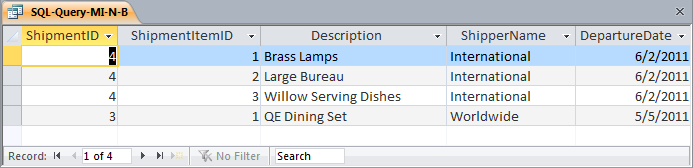 SQL-Query-MI-N-B
ShipmentID ShipmentItemID Description ShipperName DepartureDate
4 1 Brass Lamps International 6/2/2011
4 2 Large Bureau International 6/2/2011
4 3 Willow Serving Dishes International 6/2/2011
3 1 QE Dining Set Worldwide 5/5/2011
Record: 1 of 4 No Filter Search